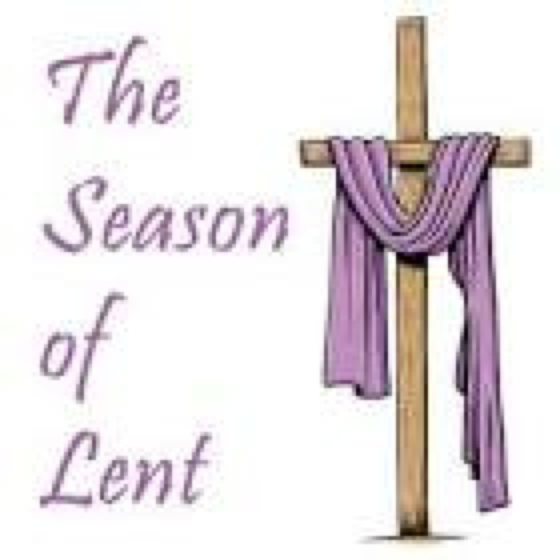 The
Season
of
Lent